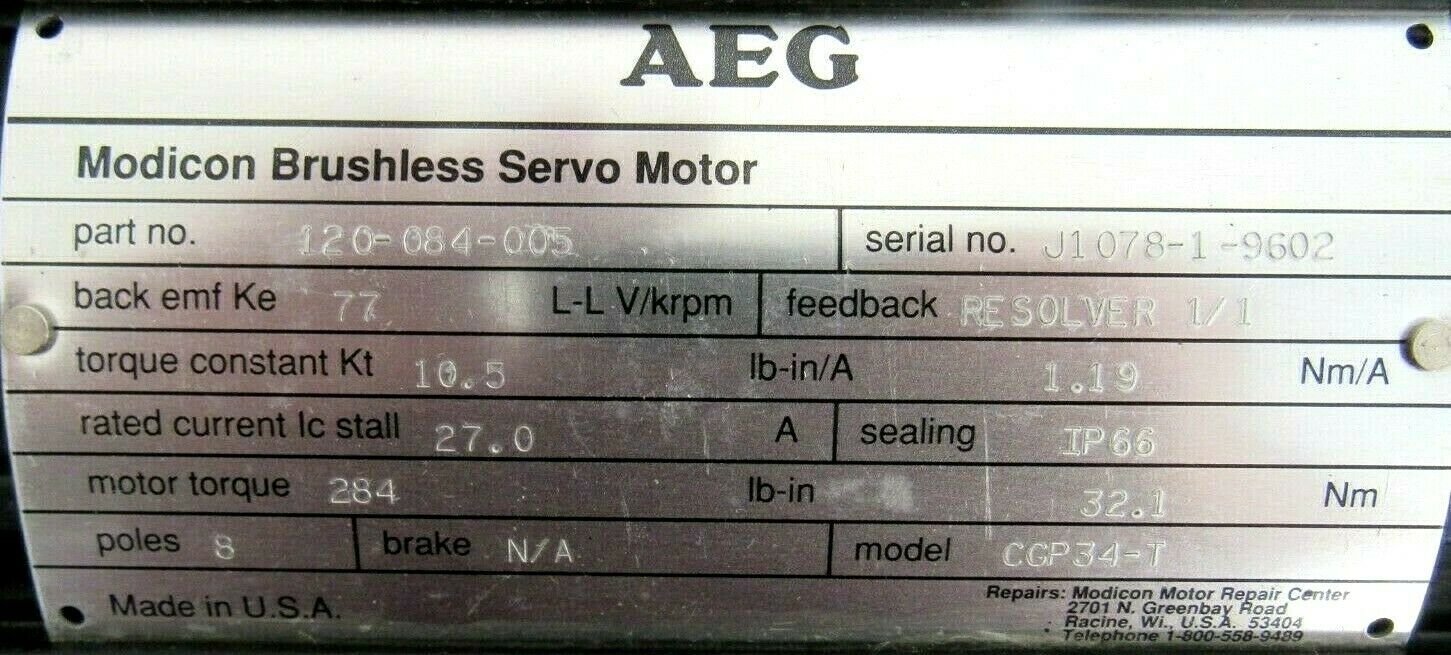 AEG
Modicon Brushless Servo Motor
part no. 120-084-005 serial no. J1078-1-9602
back emf Ke 77 L-L V/krpm feedback RESOLVER 1/1
torque constant Kt 10.5 lb-in/A 1.19 Nm/A
rated current Ic stall 27.0 A sealing IP66
motor torque 284 lb-in 32.1 Nm
poles 8 brake N/A model CGP34-T
Made in U.S.A.
Repairs: Modicon Motor Repair Center
2701 N. Greenbay Road
Racine, Wi., U.S.A. 53404
Telephone 1-800-558-9489